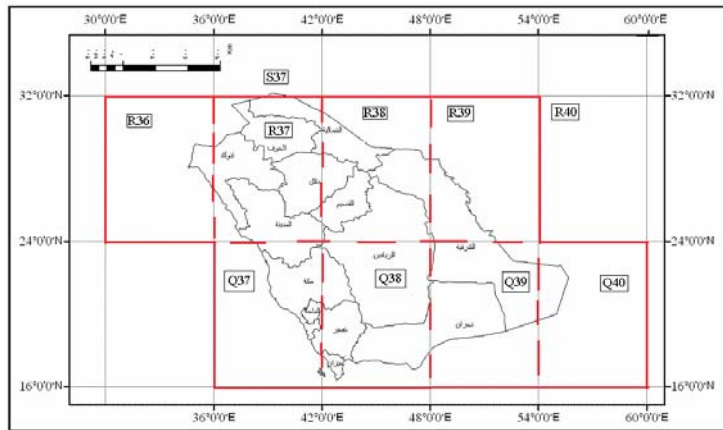 30°0'0"E 36°0'0"E 42°0'0"E 48°0'0"E 54°0'0"E 60°0'0"E
S37
32°0'0"N 32°0'0"N
R36 R37 R38 R39 R40
الشمالية
الجوف
تبوك
حائل
القصيم
المدينة
24°0'0"N 24°0'0"N
الشرقية
الرياض
Q37 Q38 Q39 Q40
مكة
الباحة
عسير
نجران
جيزان
16°0'0"N 16°0'0"N
36°0'0"E 42°0'0"E 48°0'0"E 54°0'0"E 60°0'0"E